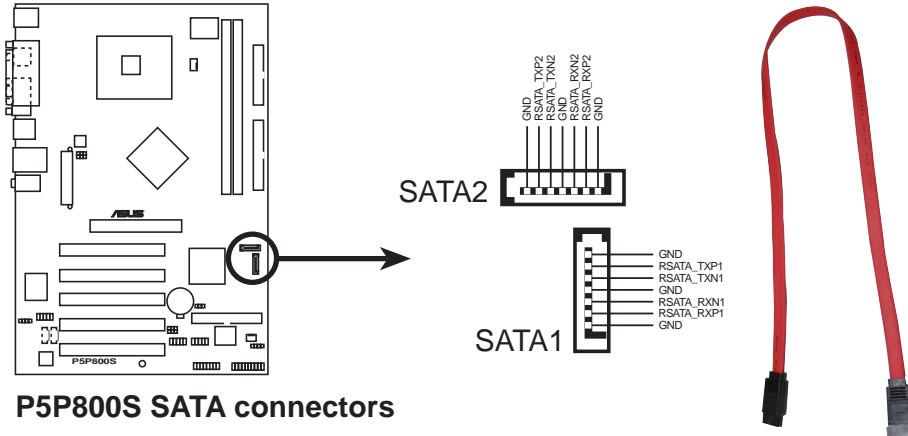 GND
RSATA_TXP2
RSATA_TXN2
GND
RSATA_RXN2
RSATA_RXP2
GND
SATA2
GND
RSATA_TXP1
RSATA_TXN1
GND
RSATA_RXN1
RSATA_RXP1
GND
SATA1
ASUS
P5P800S
P5P800S SATA connectors